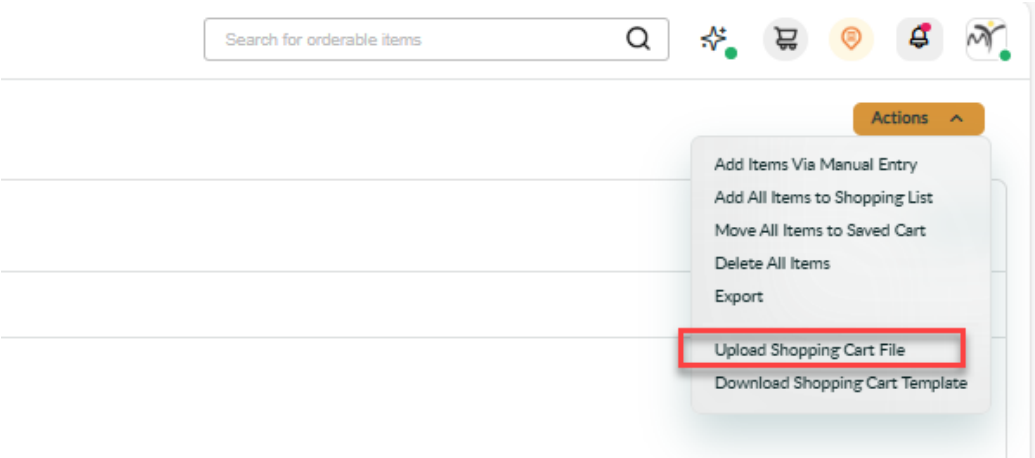 Search for orderable items
Actions
Add Items Via Manual Entry
Add All Items to Shopping List
Move All Items to Saved Cart
Delete All Items
Export
Upload Shopping Cart File
Download Shopping Cart Template